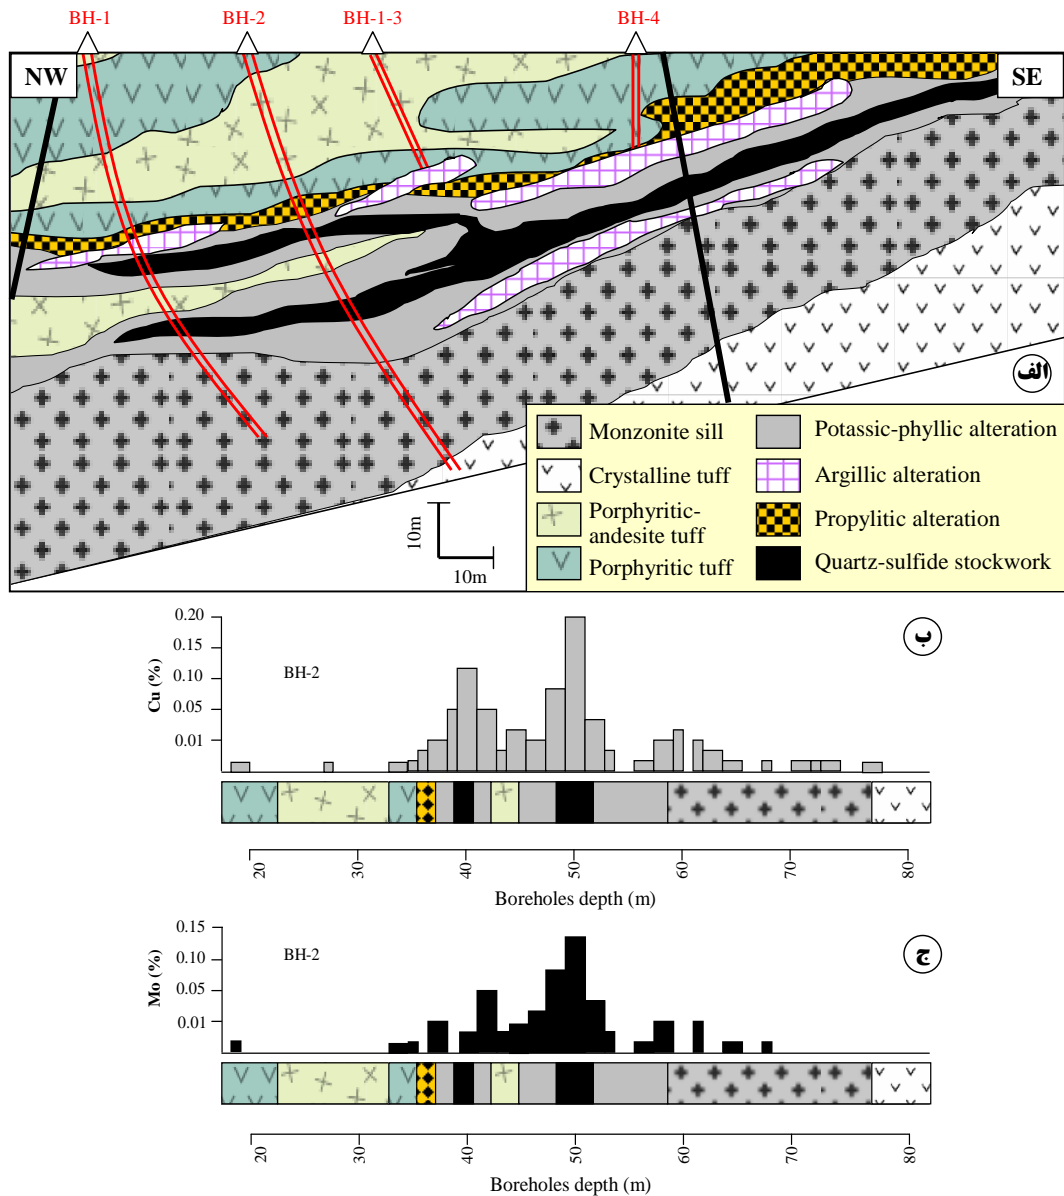 BH-1 BH-2 BH-1-3 BH-4
NW SE
الف
Monzonite sill
Crystalline tuff
Porphyritic-
andesite tuff
Porphyritic tuff
Potassic-phyllic alteration
Argillic alteration
Propylitic alteration
Quartz-sulfide stockwork
10m
10m
ب
BH-2
Cu (%)
0.20
0.15
0.10
0.05
0.01
20 30 40 50 60 70 80
Boreholes depth (m)
ج
BH-2
Mo (%)
0.15
0.10
0.05
0.01
20 30 40 50 60 70 80
Boreholes depth (m)